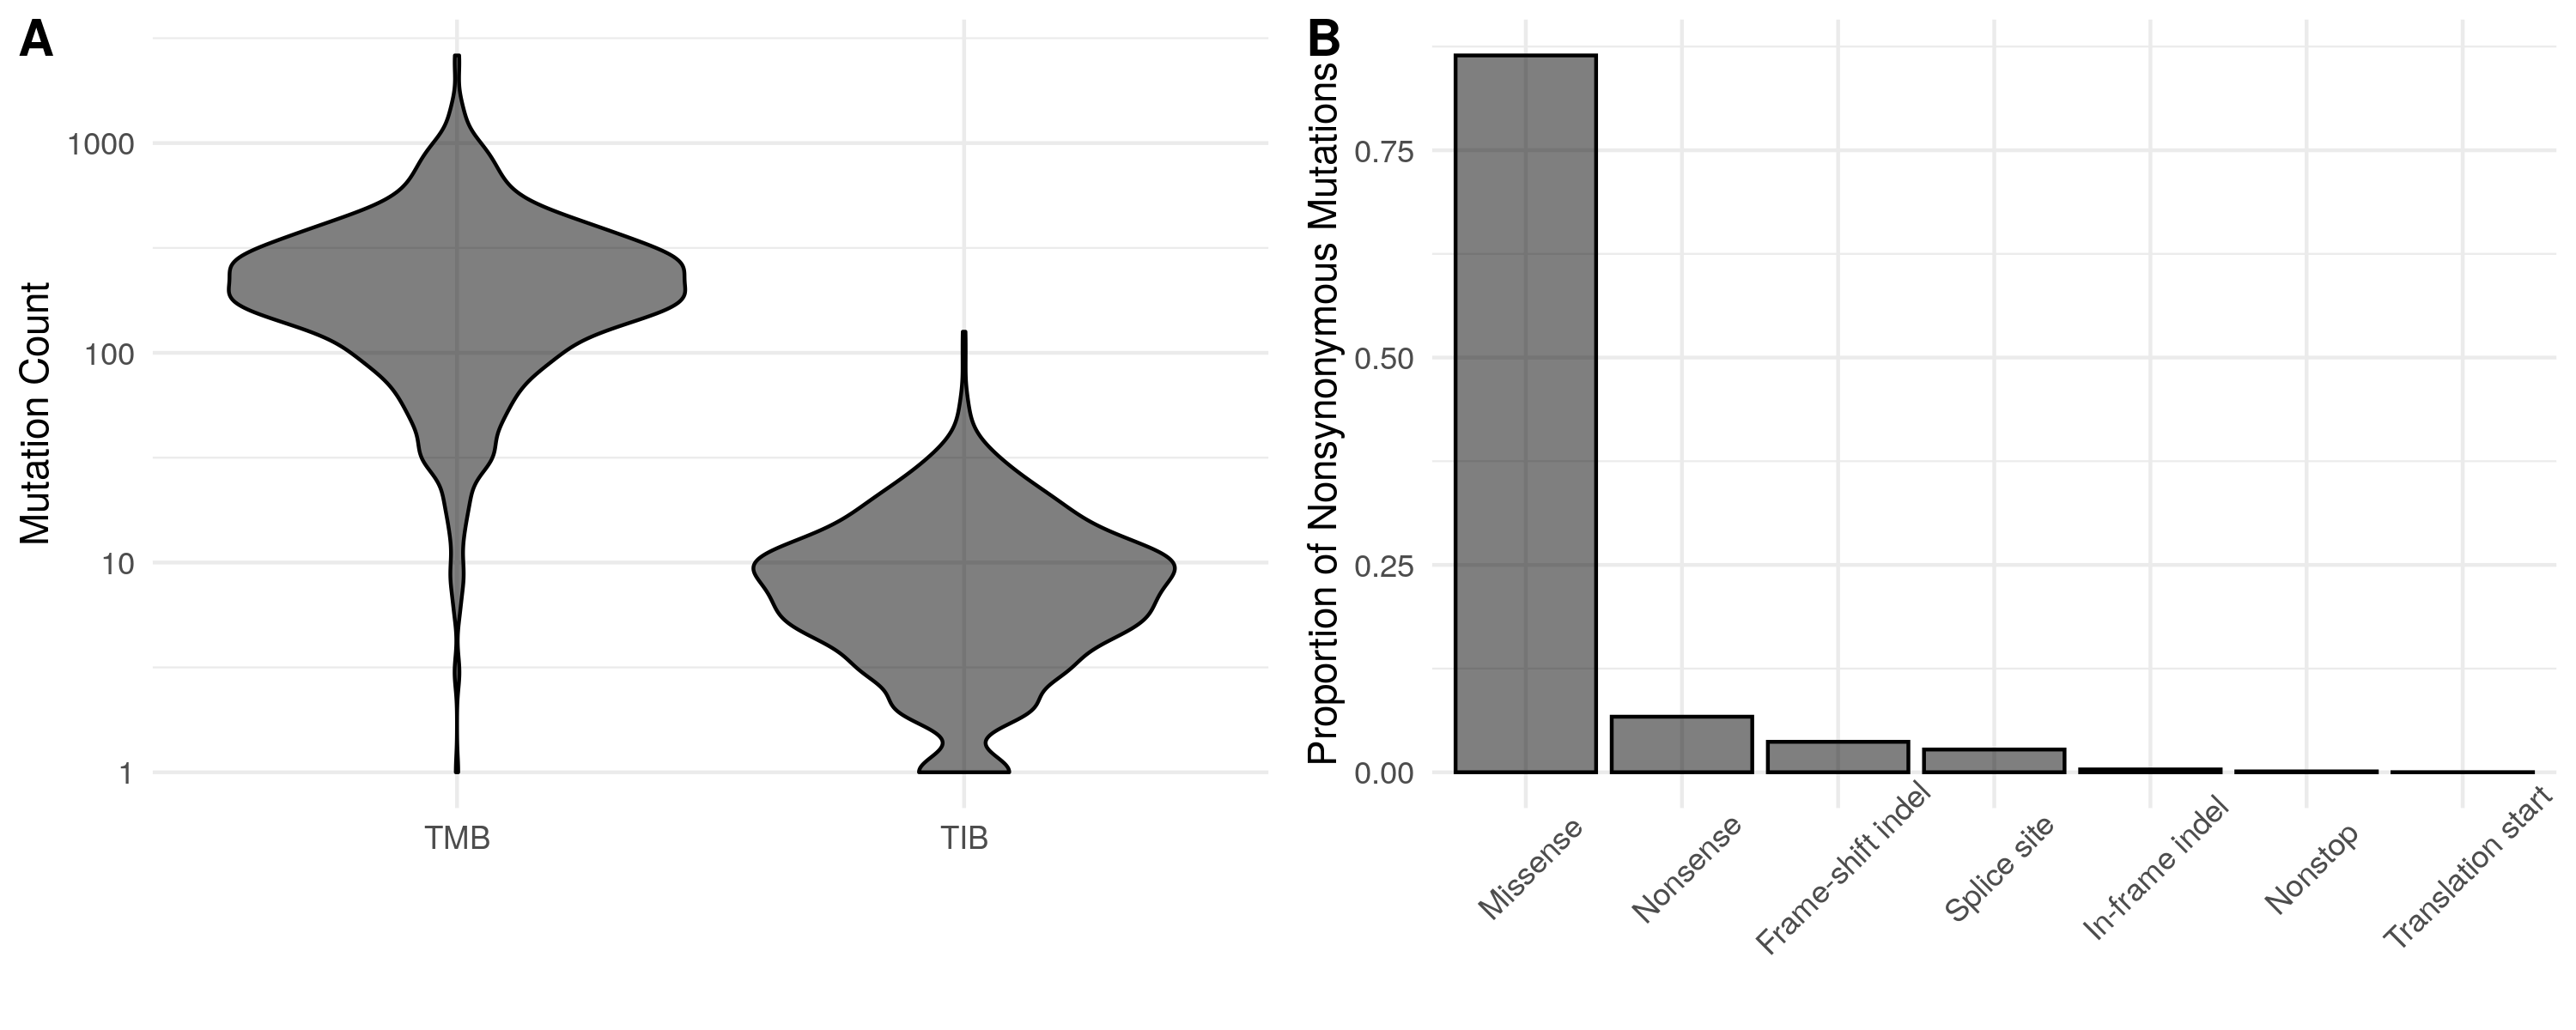 A
Mutation Count
1000
100
10
1
TMB
TIB
B
Proportion of Nonsynonymous Mutations
0.75
0.50
0.25
0.00
Missense
Nonsense
Frame-shift indel
Splice site
In-frame indel
Nonstop
Translation start